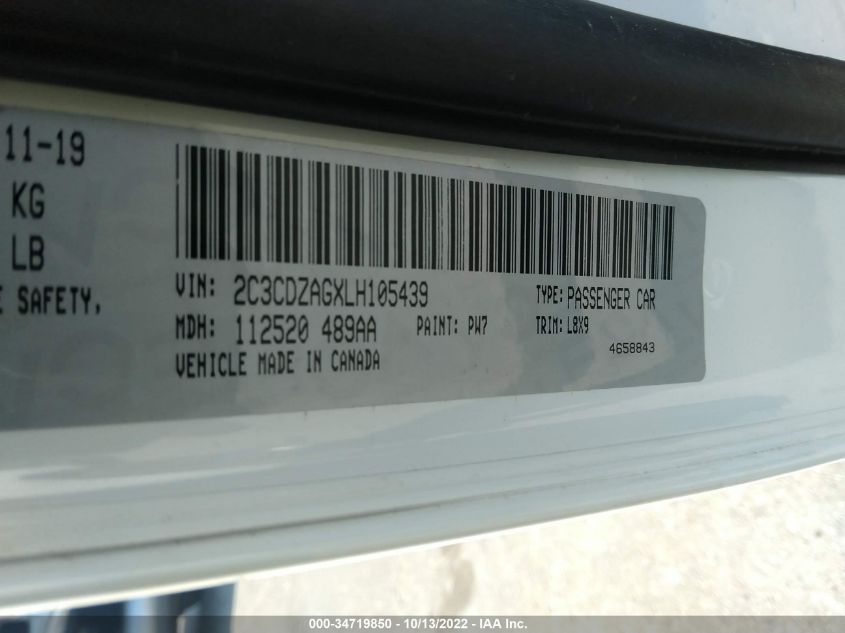 11-19
KG
LB
E SAFETY,
VIN: 2C3CDZAGXLH105439 TYPE: PASSENGER CAR
MDH: 112520 489AA PAINT: PW7 TRIM: L8X9
4658843
VEHICLE MADE IN CANADA
000-34719850 - 10/13/2022 - IAA Inc.